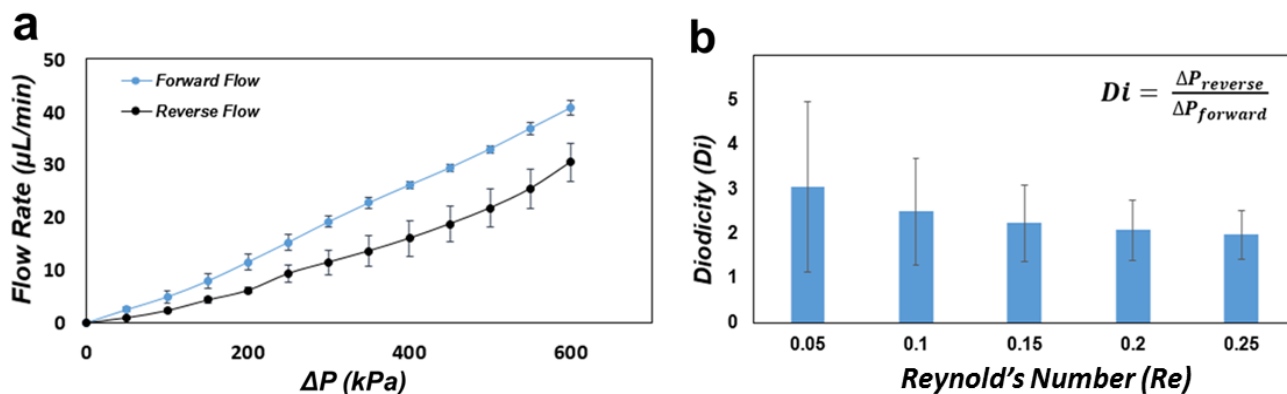 a
Flow Rate (µL/min)
50
40
30
20
10
0
Forward Flow
Reverse Flow
0
200
400
600
ΔP (kPa)
b
Diodicity (Di)
5
4
3
2
1
0
Di = ΔP_reverse / ΔP_forward
0.05
0.1
0.15
0.2
0.25
Reynold's Number (Re)